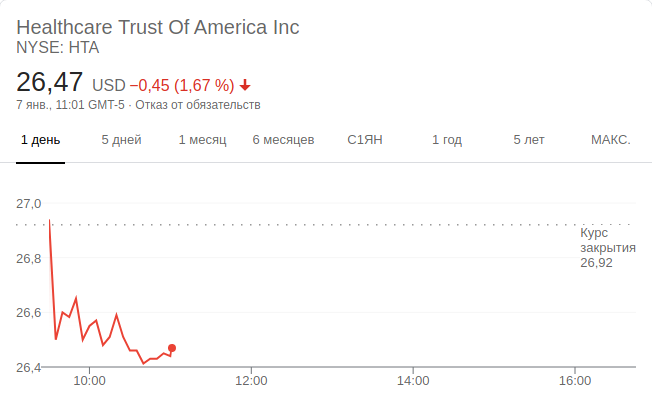 Healthcare Trust Of America Inc
NYSE: HTA
26,47 USD −0,45 (1,67 %)
7 янв., 11:01 GMT-5 · Отказ от обязательств
1 день 5 дней 1 месяц 6 месяцев С1ЯН 1 год 5 лет МАКС.
27,0
Курс
закрытия
26,92
26,8
26,6
26,4
10:00 12:00 14:00 16:00